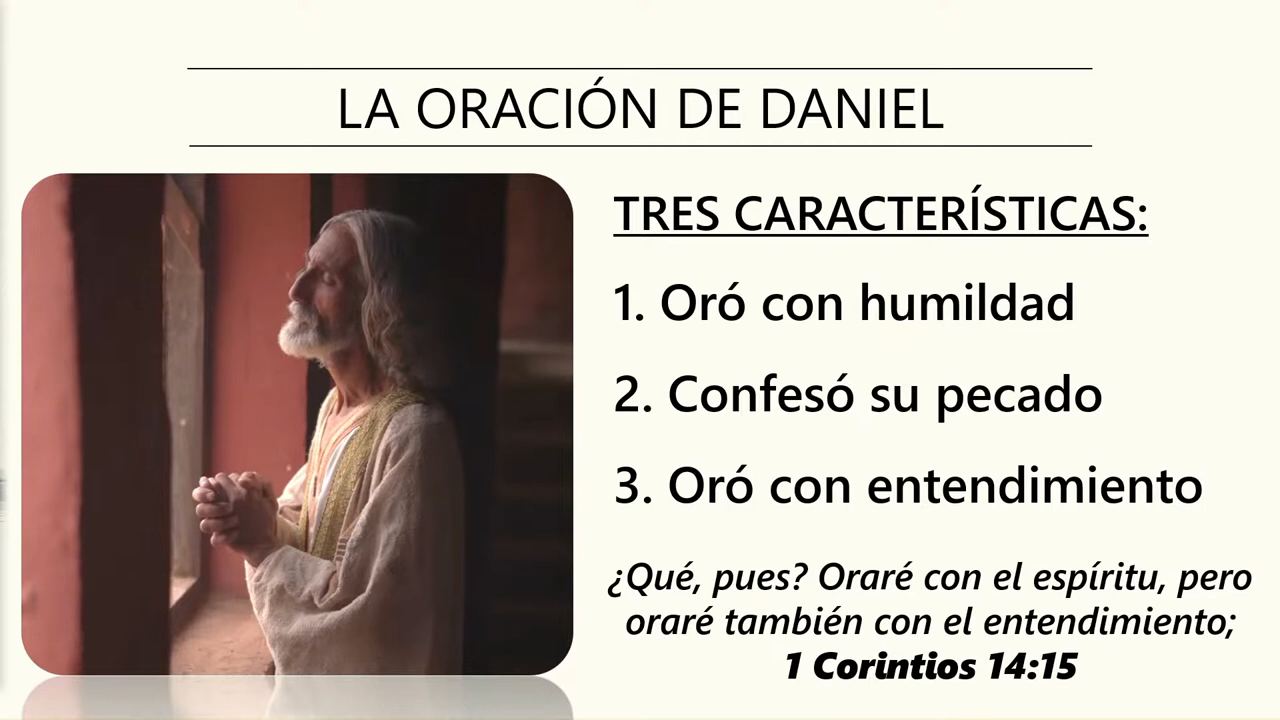 LA ORACIÓN DE DANIEL
TRES CARACTERÍSTICAS:
1. Oró con humildad
2. Confesó su pecado
3. Oró con entendimiento
¿Qué, pues? Oraré con el espíritu, pero
oraré también con el entendimiento;
1 Corintios 14:15